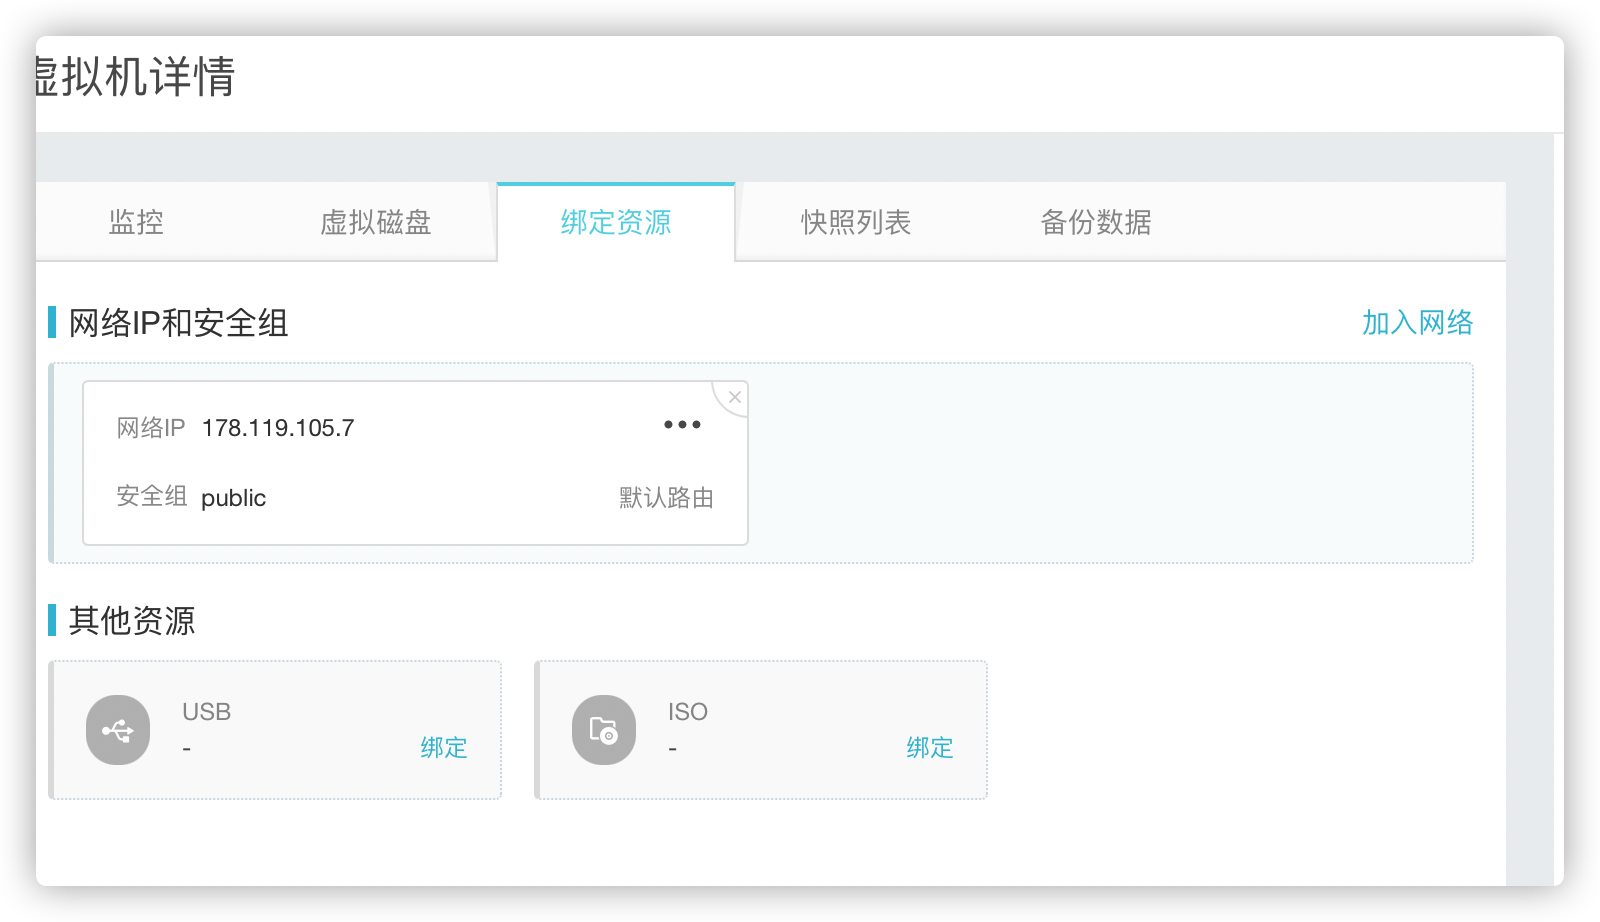 虚拟机详情
监控 虚拟磁盘 绑定资源 快照列表 备份数据
网络IP和安全组 加入网络
网络IP 178.119.105.7
安全组 public 默认路由
其他资源
USB ISO
- 绑定 - 绑定